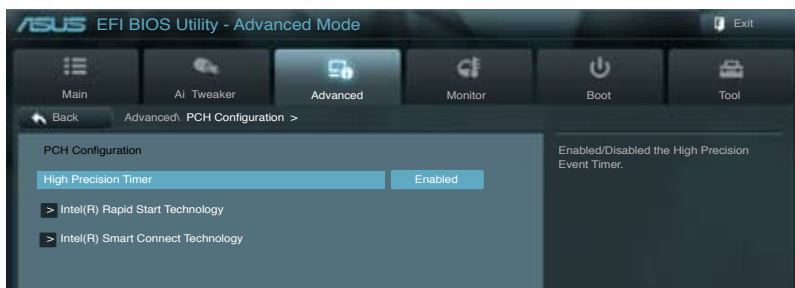 ASUS EFI BIOS Utility - Advanced Mode
Exit
Main
Ai Tweaker
Advanced
Monitor
Boot
Tool
Back
Advanced\ PCH Configuration >
PCH Configuration
High Precision Timer
Enabled
> Intel(R) Rapid Start Technology
> Intel(R) Smart Connect Technology
Enabled/Disabled the High Precision
Event Timer.